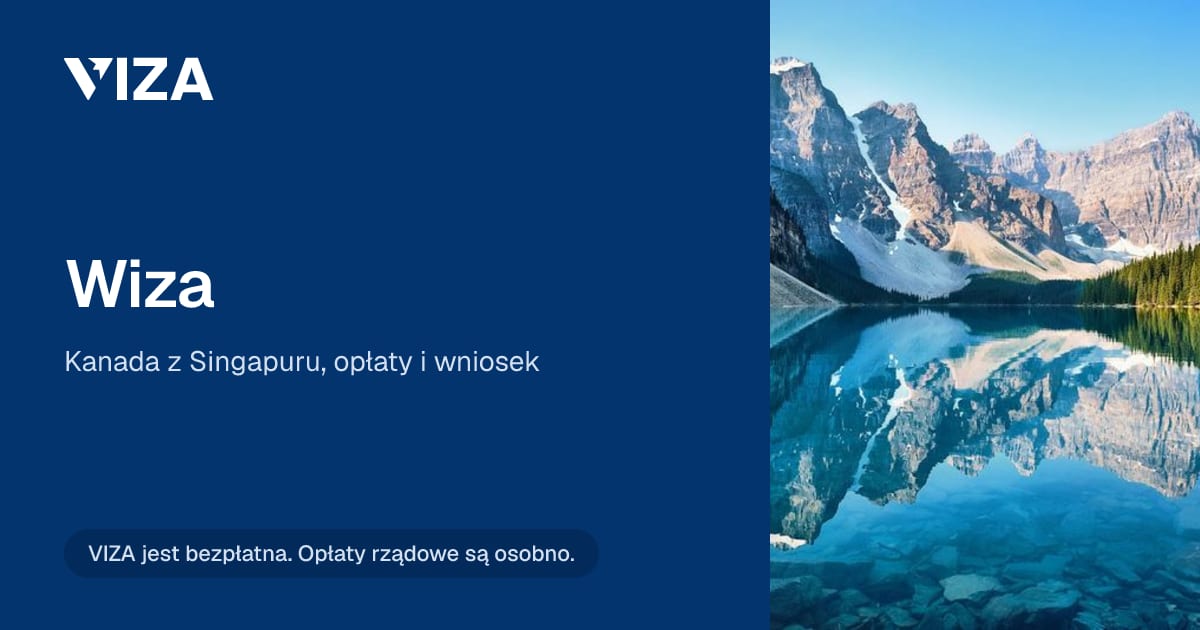 VIZA
Wiza
Kanada z Singapuru, opłaty i wniosek
VIZA jest bezpłatna. Opłaty rządowe są osobno.